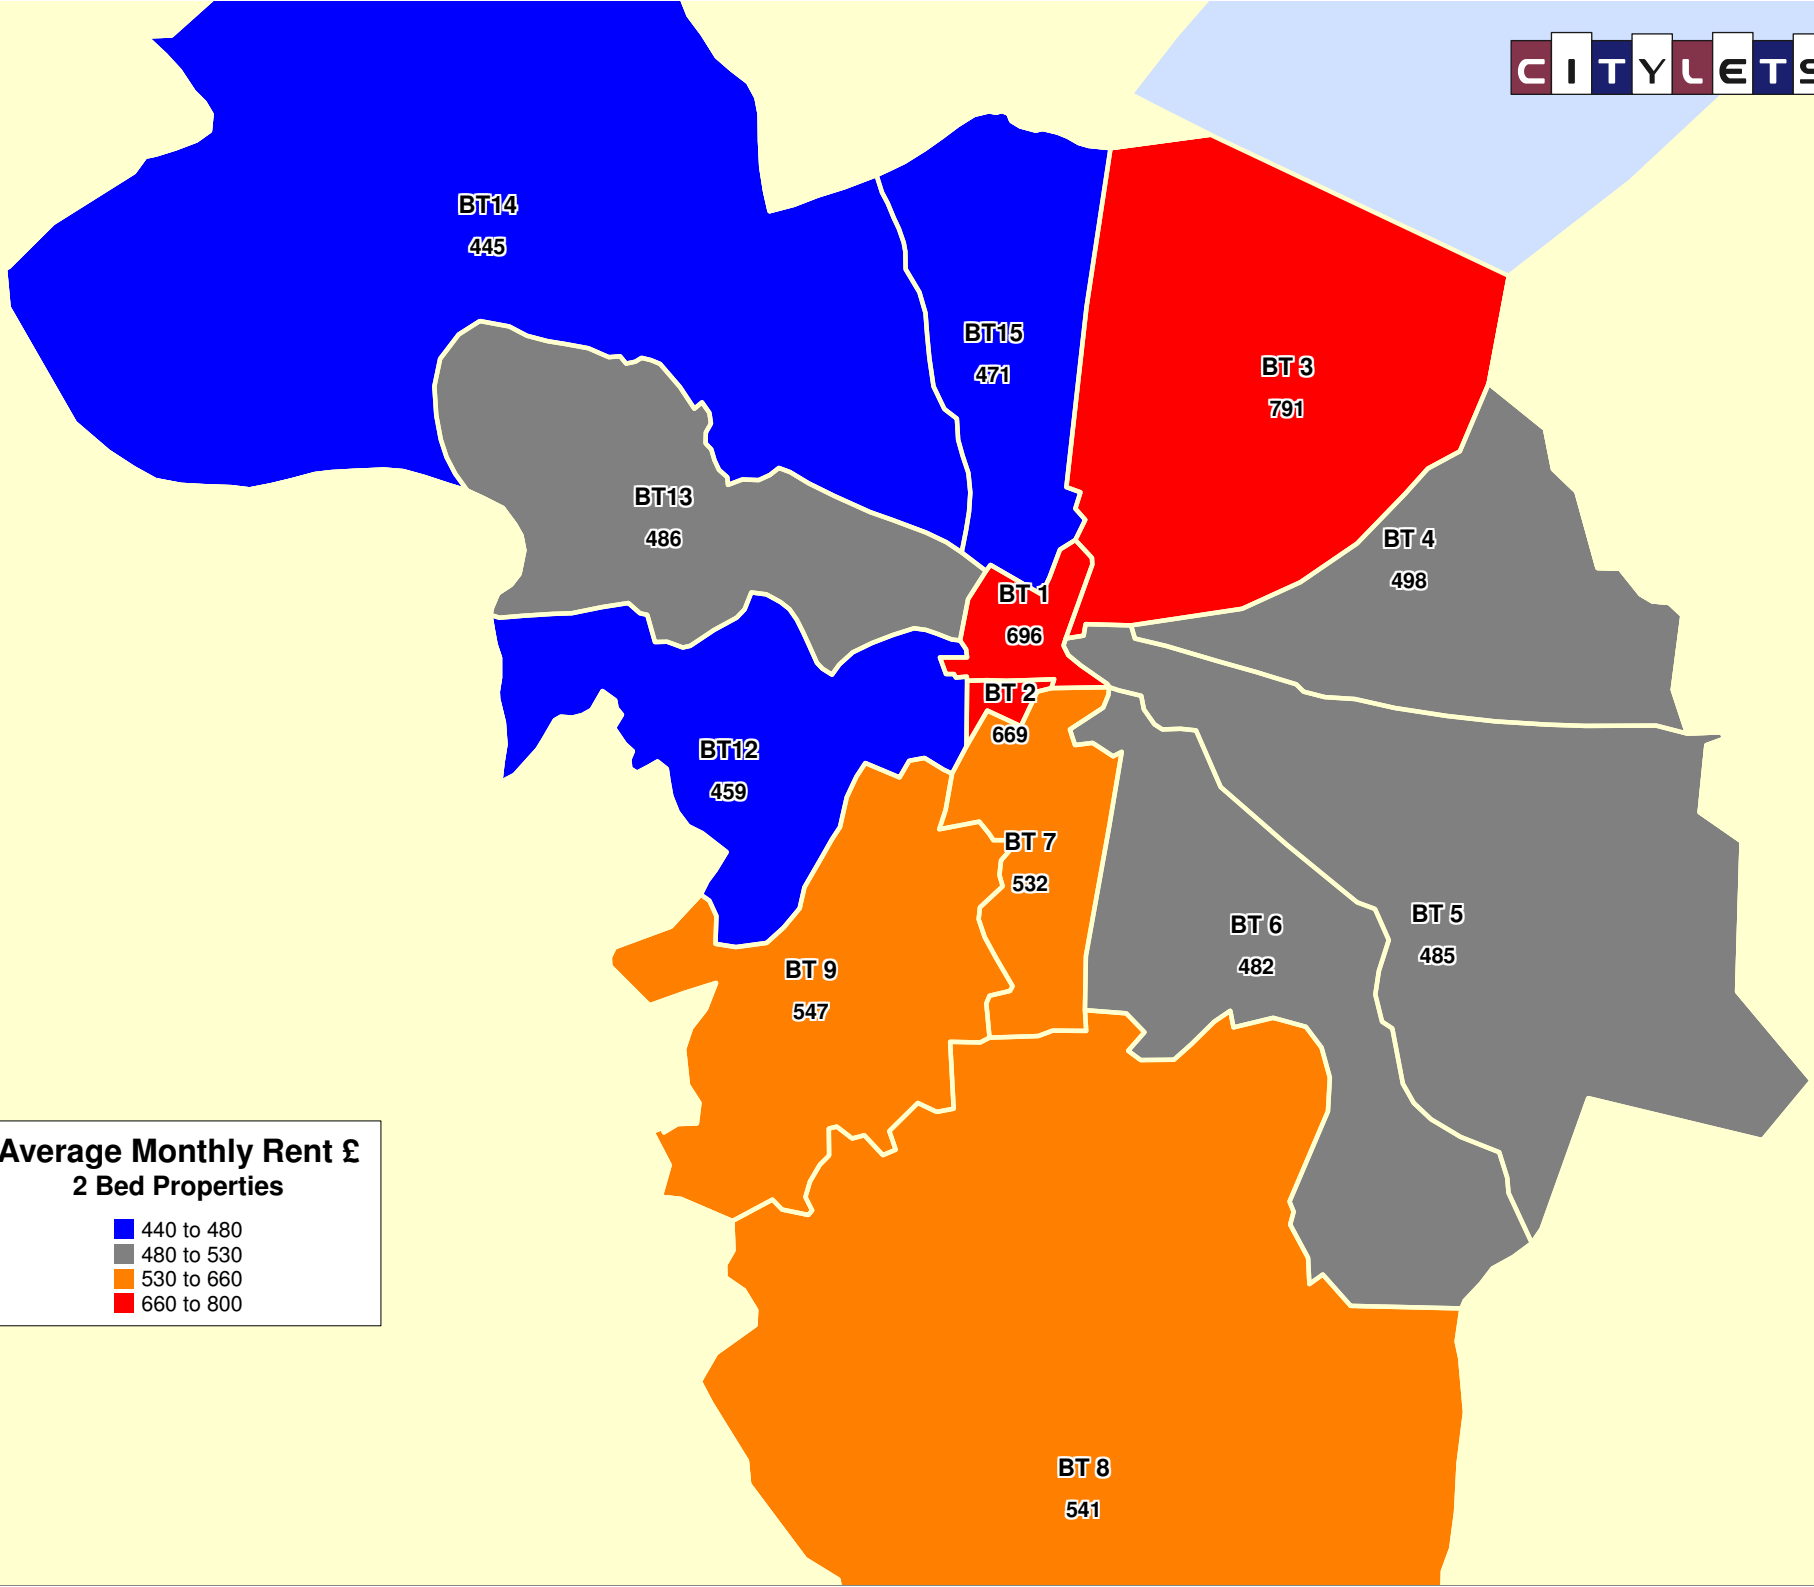 CITYLETS
BT14
445
BT15
471
BT 3
791
BT13
486
BT 4
498
BT 1
696
BT 2
669
BT12
459
BT 7
532
BT 6
482
BT 5
485
BT 9
547
Average Monthly Rent £
2 Bed Properties
440 to 480
480 to 530
530 to 660
660 to 800
BT 8
541